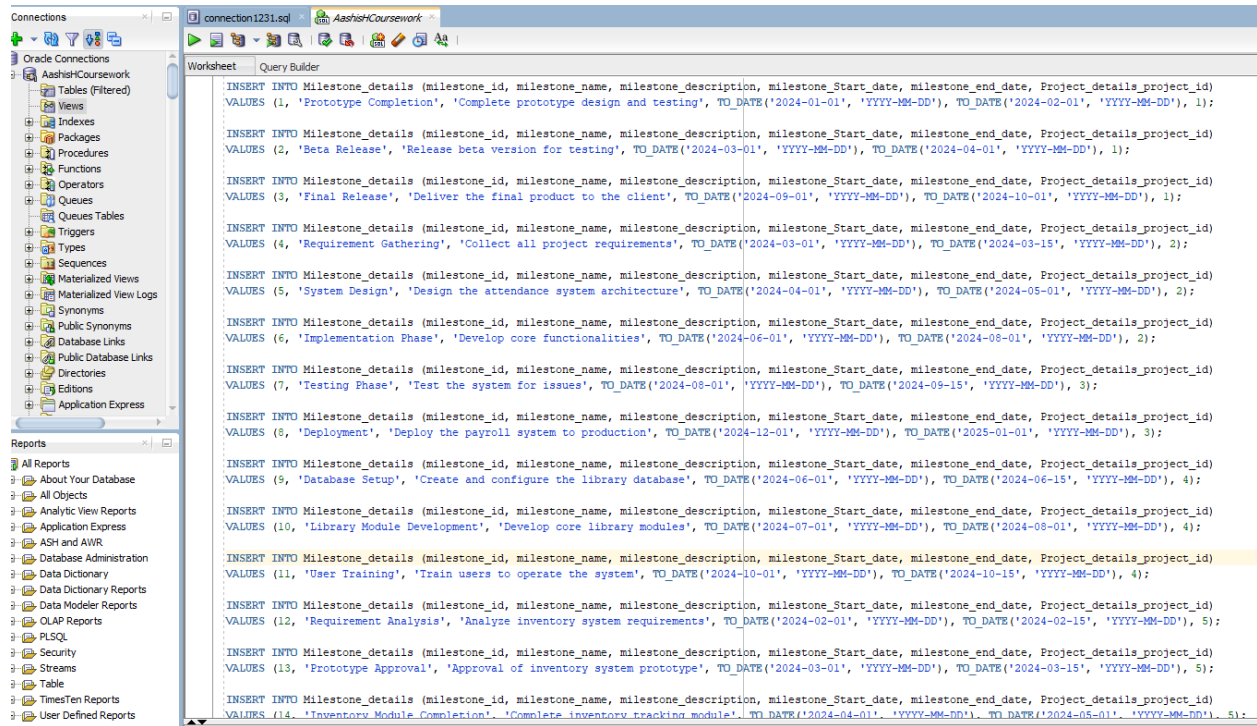 Connections
connection1231.sql
AashisHCoursework
Oracle Connections
AashisHCoursework
Tables (Filtered)
Views
Indexes
Packages
Procedures
Functions
Operators
Queues
Queues Tables
Triggers
Types
Sequences
Materialized Views
Materialized View Logs
Synonyms
Public Synonyms
Database Links
Public Database Links
Directories
Editions
Application Express
Reports
All Reports
About Your Database
All Objects
Analytic View Reports
Application Express
ASH and AWR
Database Administration
Data Dictionary
Data Dictionary Reports
Data Modeler Reports
OLAP Reports
PLSQL
Security
Streams
Table
TimesTen Reports
User Defined Reports
Worksheet Query Builder
INSERT INTO Milestone_details (milestone_id, milestone_name, milestone_description, milestone_Start_date, milestone_end_date, Project_details_project_id)
VALUES (1, 'Prototype Completion', 'Complete prototype design and testing', TO_DATE('2024-01-01', 'YYYY-MM-DD'), TO_DATE('2024-02-01', 'YYYY-MM-DD'), 1);
INSERT INTO Milestone_details (milestone_id, milestone_name, milestone_description, milestone_Start_date, milestone_end_date, Project_details_project_id)
VALUES (2, 'Beta Release', 'Release beta version for testing', TO_DATE('2024-03-01', 'YYYY-MM-DD'), TO_DATE('2024-04-01', 'YYYY-MM-DD'), 1);
INSERT INTO Milestone_details (milestone_id, milestone_name, milestone_description, milestone_Start_date, milestone_end_date, Project_details_project_id)
VALUES (3, 'Final Release', 'Deliver the final product to the client', TO_DATE('2024-09-01', 'YYYY-MM-DD'), TO_DATE('2024-10-01', 'YYYY-MM-DD'), 1);
INSERT INTO Milestone_details (milestone_id, milestone_name, milestone_description, milestone_Start_date, milestone_end_date, Project_details_project_id)
VALUES (4, 'Requirement Gathering', 'Collect all project requirements', TO_DATE('2024-03-01', 'YYYY-MM-DD'), TO_DATE('2024-03-15', 'YYYY-MM-DD'), 2);
INSERT INTO Milestone_details (milestone_id, milestone_name, milestone_description, milestone_Start_date, milestone_end_date, Project_details_project_id)
VALUES (5, 'System Design', 'Design the attendance system architecture', TO_DATE('2024-04-01', 'YYYY-MM-DD'), TO_DATE('2024-05-01', 'YYYY-MM-DD'), 2);
INSERT INTO Milestone_details (milestone_id, milestone_name, milestone_description, milestone_Start_date, milestone_end_date, Project_details_project_id)
VALUES (6, 'Implementation Phase', 'Develop core functionalities', TO_DATE('2024-06-01', 'YYYY-MM-DD'), TO_DATE('2024-08-01', 'YYYY-MM-DD'), 2);
INSERT INTO Milestone_details (milestone_id, milestone_name, milestone_description, milestone_Start_date, milestone_end_date, Project_details_project_id)
VALUES (7, 'Testing Phase', 'Test the system for issues', TO_DATE('2024-08-01', 'YYYY-MM-DD'), TO_DATE('2024-09-15', 'YYYY-MM-DD'), 3);
INSERT INTO Milestone_details (milestone_id, milestone_name, milestone_description, milestone_Start_date, milestone_end_date, Project_details_project_id)
VALUES (8, 'Deployment', 'Deploy the payroll system to production', TO_DATE('2024-12-01', 'YYYY-MM-DD'), TO_DATE('2025-01-01', 'YYYY-MM-DD'), 3);
INSERT INTO Milestone_details (milestone_id, milestone_name, milestone_description, milestone_Start_date, milestone_end_date, Project_details_project_id)
VALUES (9, 'Database Setup', 'Create and configure the library database', TO_DATE('2024-06-01', 'YYYY-MM-DD'), TO_DATE('2024-06-15', 'YYYY-MM-DD'), 4);
INSERT INTO Milestone_details (milestone_id, milestone_name, milestone_description, milestone_Start_date, milestone_end_date, Project_details_project_id)
VALUES (10, 'Library Module Development', 'Develop core library modules', TO_DATE('2024-07-01', 'YYYY-MM-DD'), TO_DATE('2024-08-01', 'YYYY-MM-DD'), 4);
INSERT INTO Milestone_details (milestone_id, milestone_name, milestone_description, milestone_Start_date, milestone_end_date, Project_details_project_id)
VALUES (11, 'User Training', 'Train users to operate the system', TO_DATE('2024-10-01', 'YYYY-MM-DD'), TO_DATE('2024-10-15', 'YYYY-MM-DD'), 4);
INSERT INTO Milestone_details (milestone_id, milestone_name, milestone_description, milestone_Start_date, milestone_end_date, Project_details_project_id)
VALUES (12, 'Requirement Analysis', 'Analyze inventory system requirements', TO_DATE('2024-02-01', 'YYYY-MM-DD'), TO_DATE('2024-02-15', 'YYYY-MM-DD'), 5);
INSERT INTO Milestone_details (milestone_id, milestone_name, milestone_description, milestone_Start_date, milestone_end_date, Project_details_project_id)
VALUES (13, 'Prototype Approval', 'Approval of inventory system prototype', TO_DATE('2024-03-01', 'YYYY-MM-DD'), TO_DATE('2024-03-15', 'YYYY-MM-DD'), 5);
INSERT INTO Milestone_details (milestone_id, milestone_name, milestone_description, milestone_Start_date, milestone_end_date, Project_details_project_id)
VALUES (14, 'Inventory Module Completion', 'Complete inventory tracking module', TO_DATE('2024-04-01', 'YYYY-MM-DD'), TO_DATE('2024-05-01', 'YYYY-MM-DD'), 5);